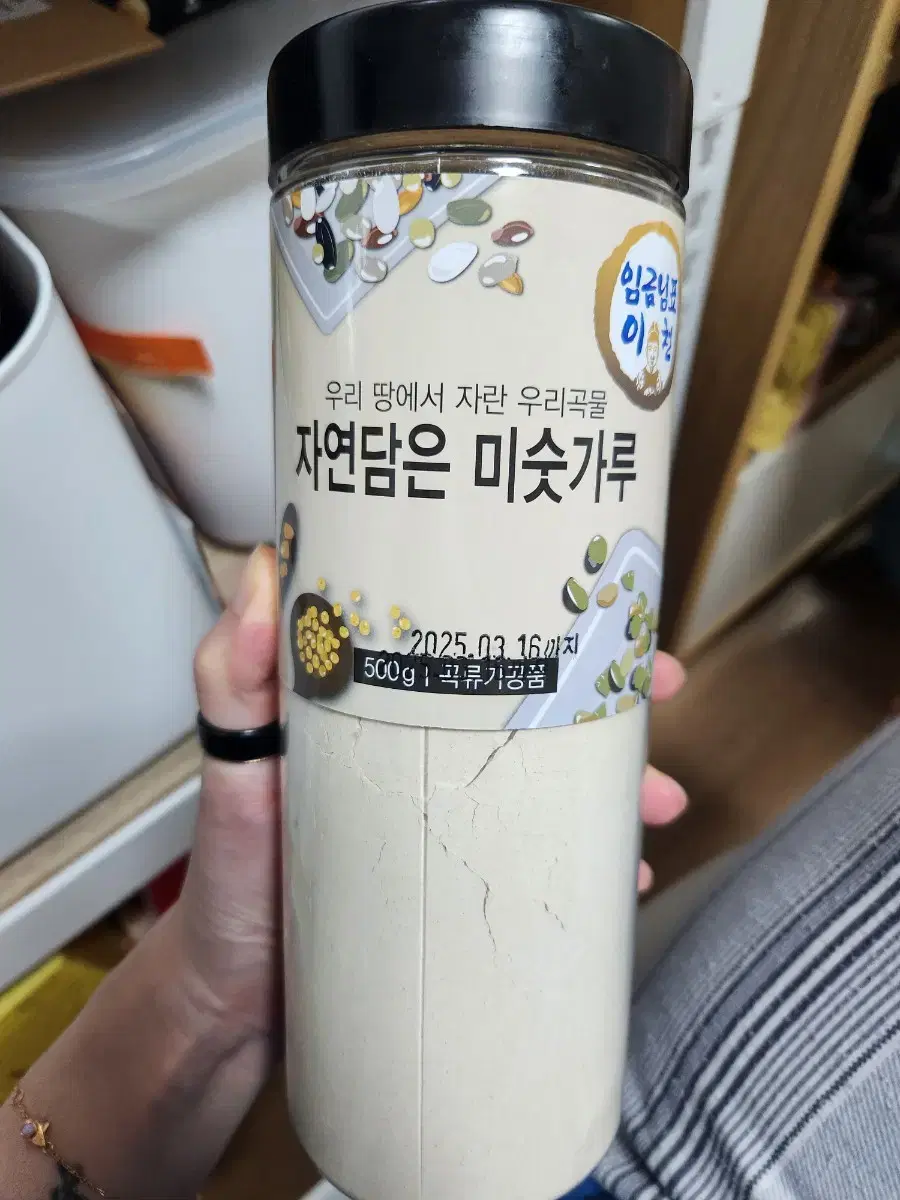 임금님표
이천
우리 땅에서 자란 우리곡물
자연담은 미숫가루
2025.03.16까지
500g | 곡류가공품